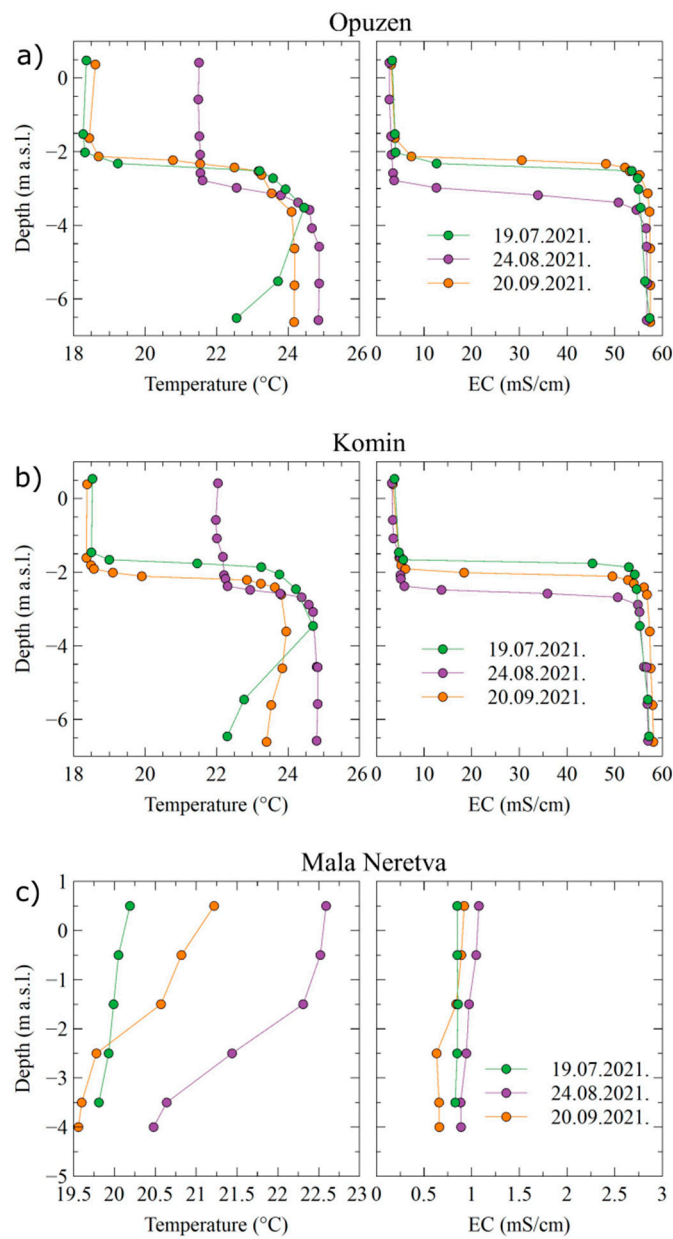 Opuzen
a)
0
−2
−4
−6
Depth (m a.s.l.)
18 20 22 24 26
Temperature (°C)
0 10 20 30 40 50 60
EC (mS/cm)
19.07.2021.
24.08.2021.
20.09.2021.
Komin
b)
0
−2
−4
−6
Depth (m a.s.l.)
18 20 22 24 26
Temperature (°C)
0 10 20 30 40 50 60
EC (mS/cm)
19.07.2021.
24.08.2021.
20.09.2021.
Mala Neretva
c)
1
0
−1
−2
−3
−4
−5
Depth (m a.s.l.)
19.5 20 20.5 21 21.5 22 22.5 23
Temperature (°C)
0 0.5 1 1.5 2 2.5 3
EC (mS/cm)
19.07.2021.
24.08.2021.
20.09.2021.